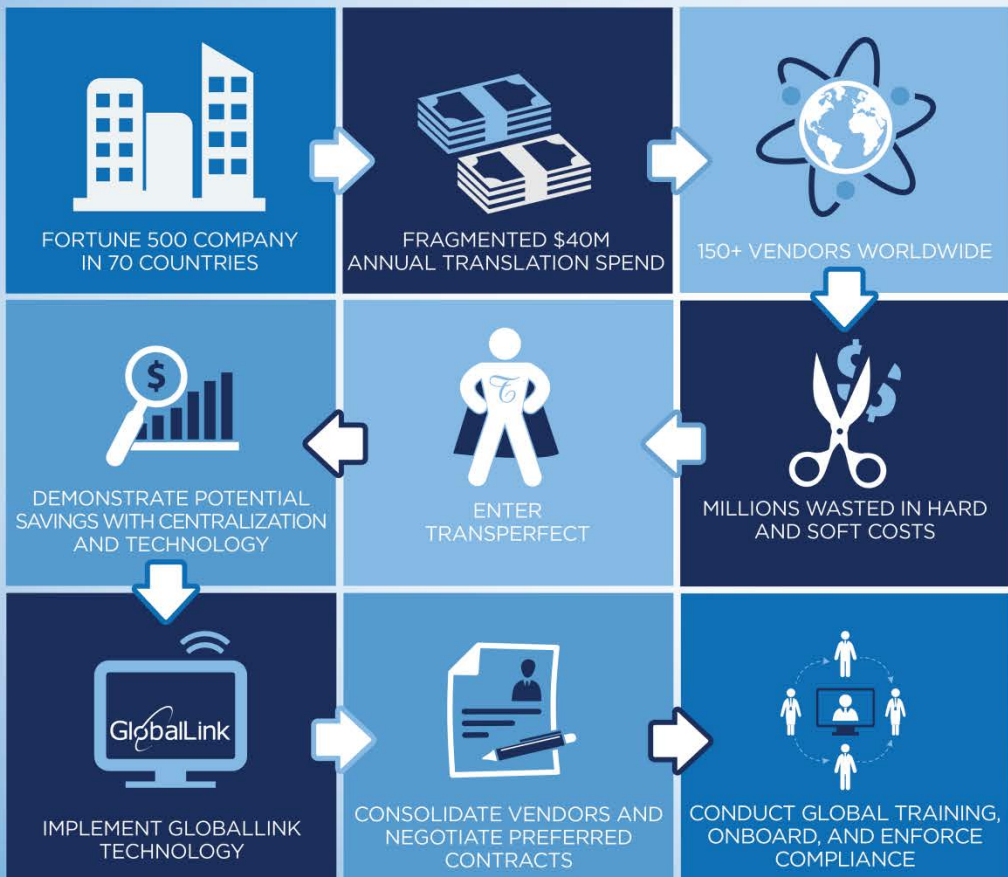 FORTUNE 500 COMPANY
IN 70 COUNTRIES
FRAGMENTED $40M
ANNUAL TRANSLATION SPEND
150+ VENDORS WORLDWIDE
$
MILLIONS WASTED IN HARD
AND SOFT COSTS
T
ENTER
TRANSPERFECT
$
DEMONSTRATE POTENTIAL
SAVINGS WITH CENTRALIZATION
AND TECHNOLOGY
GlobalLink
IMPLEMENT GLOBALLINK
TECHNOLOGY
CONSOLIDATE VENDORS AND
NEGOTIATE PREFERRED
CONTRACTS
CONDUCT GLOBAL TRAINING,
ONBOARD, AND ENFORCE
COMPLIANCE